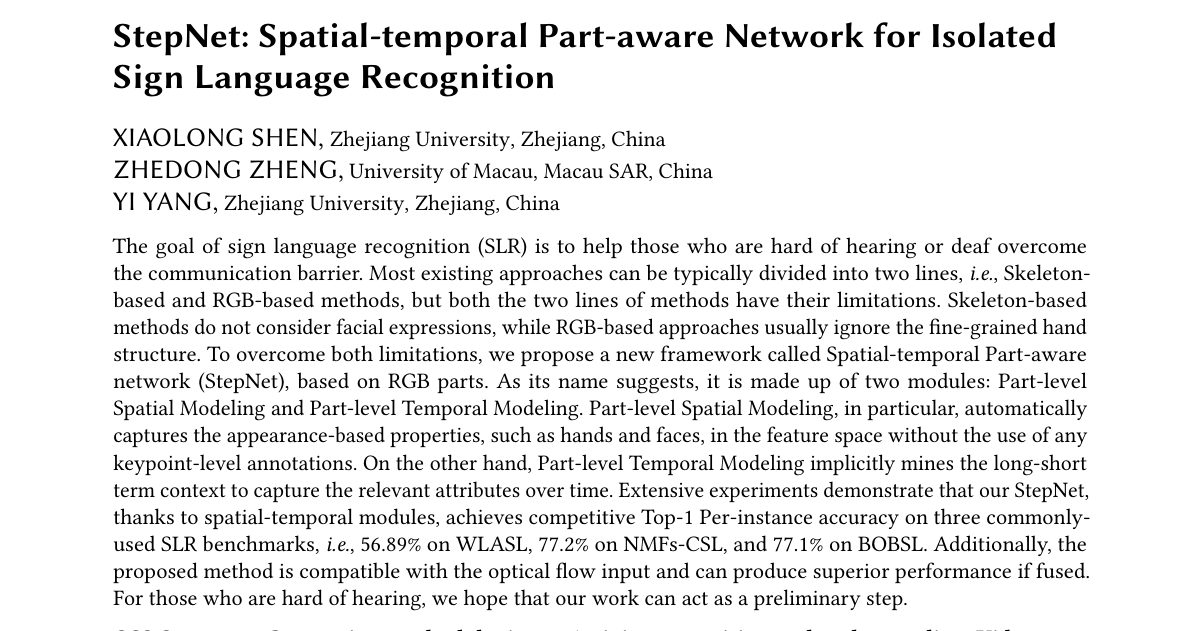 StepNet: Spatial-temporal Part-aware Network for Isolated
Sign Language Recognition
XIAOLONG SHEN, Zhejiang University, Zhejiang, China
ZHEDONG ZHENG, University of Macau, Macau SAR, China
YI YANG, Zhejiang University, Zhejiang, China
The goal of sign language recognition (SLR) is to help those who are hard of hearing or deaf overcome
the communication barrier. Most existing approaches can be typically divided into two lines, i.e., Skeleton-
based and RGB-based methods, but both the two lines of methods have their limitations. Skeleton-based
methods do not consider facial expressions, while RGB-based approaches usually ignore the fine-grained hand
structure. To overcome both limitations, we propose a new framework called Spatial-temporal Part-aware
network (StepNet), based on RGB parts. As its name suggests, it is made up of two modules: Part-level
Spatial Modeling and Part-level Temporal Modeling. Part-level Spatial Modeling, in particular, automatically
captures the appearance-based properties, such as hands and faces, in the feature space without the use of any
keypoint-level annotations. On the other hand, Part-level Temporal Modeling implicitly mines the long-short
term context to capture the relevant attributes over time. Extensive experiments demonstrate that our StepNet,
thanks to spatial-temporal modules, achieves competitive Top-1 Per-instance accuracy on three commonly-
used SLR benchmarks, i.e., 56.89% on WLASL, 77.2% on NMFs-CSL, and 77.1% on BOBSL. Additionally, the
proposed method is compatible with the optical flow input and can produce superior performance if fused.
For those who are hard of hearing, we hope that our work can act as a preliminary step.